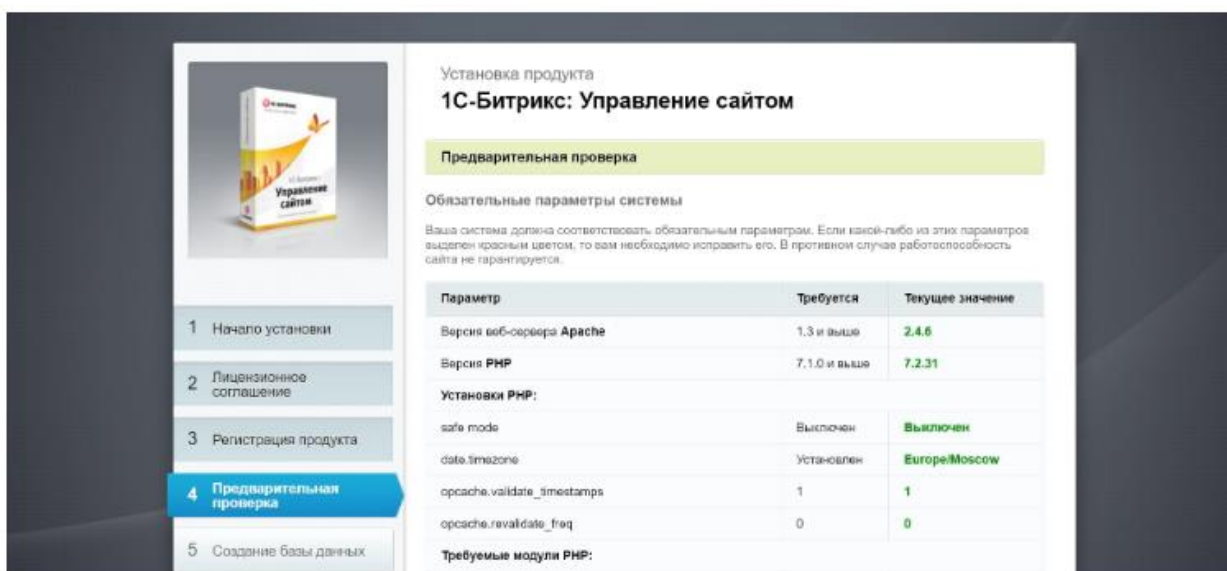 Установка продукта
1С-Битрикс: Управление сайтом
Предварительная проверка
Обязательные параметры системы
Ваша система должна соответствовать обязательным параметрам. Если какой-либо из этих параметров
выделен красным цветом, то вам необходимо исправить его. В противном случае работоспособность
сайта не гарантируется.
Параметр Требуется Текущее значение
Версия веб-сервера Apache 1.3 и выше 2.4.6
Версия PHP 7.1.0 и выше 7.2.31
Установки PHP:
safe mode Выключен Выключен
date.timezone Установлен Europe/Moscow
opcache.validate_timestamps 1 1
opcache.revalidate_freq 0 0
Требуемые модули PHP:
1С-Битрикс
Управление
сайтом
1 Начало установки
2 Лицензионное
соглашение
3 Регистрация продукта
4 Предварительная
проверка
5 Создание базы данных